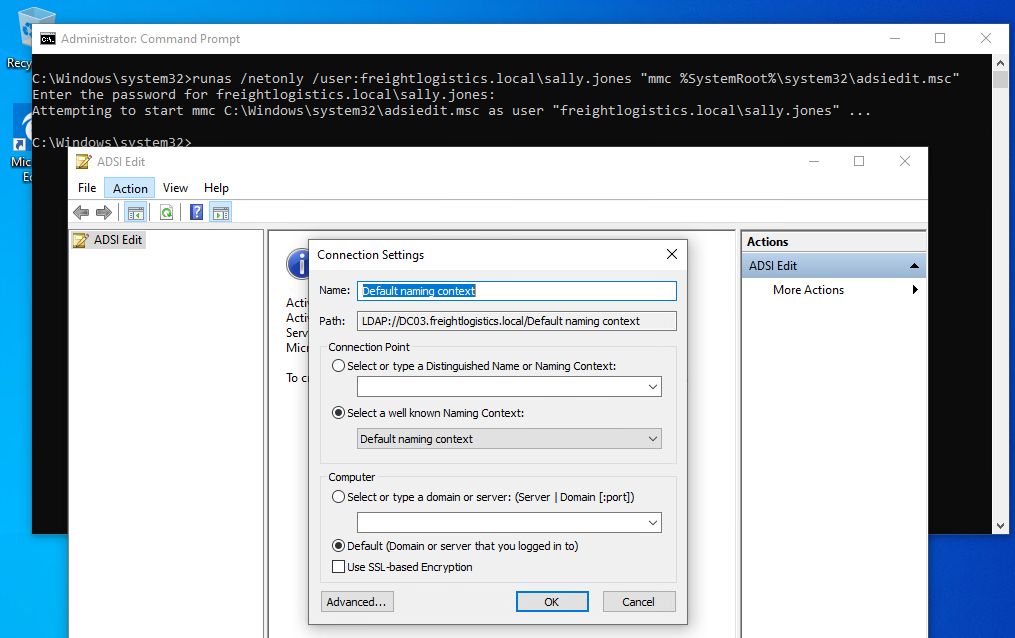 Administrator: Command Prompt
C:\Windows\system32>runas /netonly /user:freightlogistics.local\sally.jones "mmc %SystemRoot%\system32\adsiedit.msc"
Enter the password for freightlogistics.local\sally.jones:
Attempting to start mmc C:\Windows\system32\adsiedit.msc as user "freightlogistics.local\sally.jones" ...
C:\Windows\system32>
Recy
Mic
Ed
ADSI Edit
File Action View Help
ADSI Edit
Acti
Acti
Serv
Micr
To cr
Connection Settings
Name: Default naming context
Path: LDAP://DC03.freightlogistics.local/Default naming context
Connection Point
Select or type a Distinguished Name or Naming Context:
Select a well known Naming Context:
Default naming context
Computer
Select or type a domain or server: (Server | Domain [:port])
Default (Domain or server that you logged in to)
Use SSL-based Encryption
Advanced... OK Cancel
Actions
ADSI Edit
More Actions